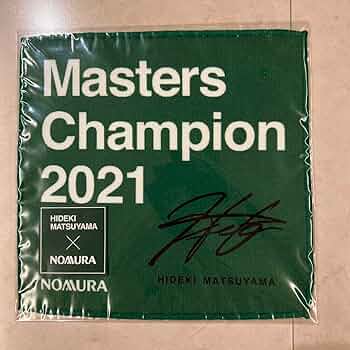 Masters
Champion
2021
HIDEKI
MATSUYAMA
×
NOMURA
HIDEKI MATSUYAMA
NOMURA